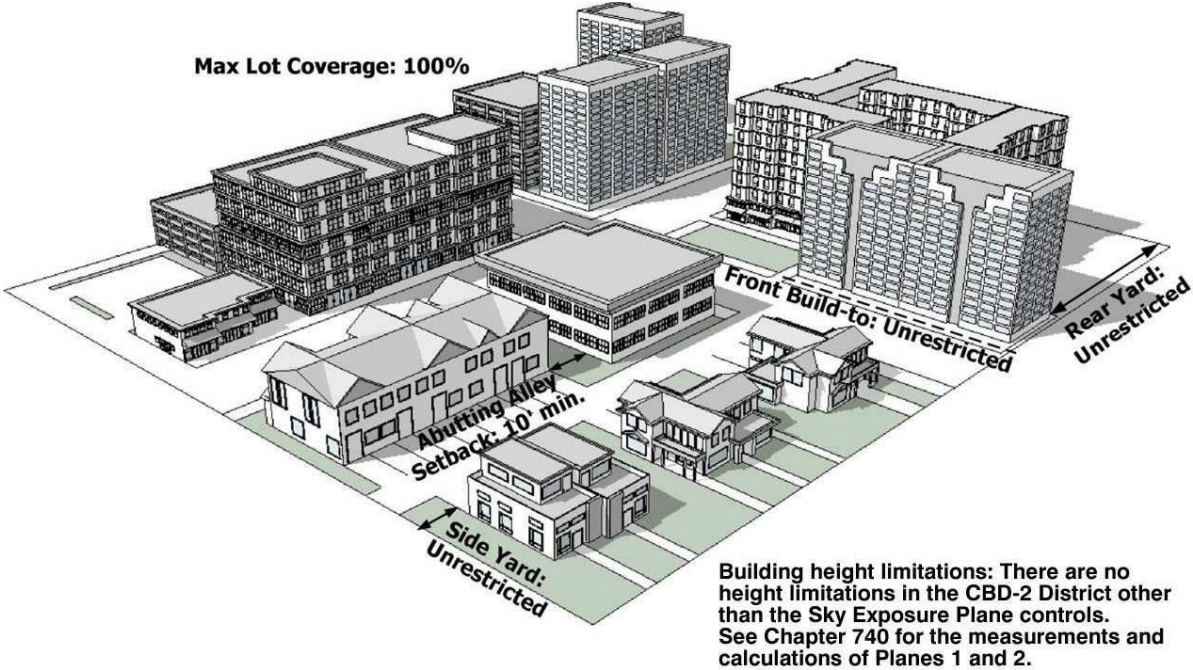 Max Lot Coverage: 100%
Front Build-to: Unrestricted
Rear Yard:
Unrestricted
Abutting Alley
Setback: 10' min.
Side Yard:
Unrestricted
Building height limitations: There are no
height limitations in the CBD-2 District other
than the Sky Exposure Plane controls.
See Chapter 740 for the measurements and
calculations of Planes 1 and 2.